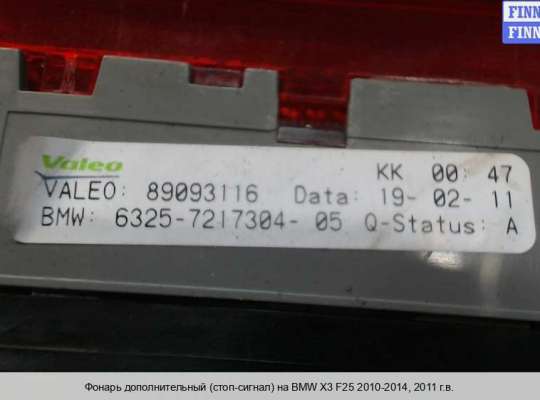 FINN
FINN
Valeo
KK 00: 47
VALEO: 89093116 Data: 19- 02- 11
BMW: 6325-7217304- 05 Q-Status: A
Фонарь дополнительный (стоп-сигнал) на BMW X3 F25 2010-2014, 2011 г.в.